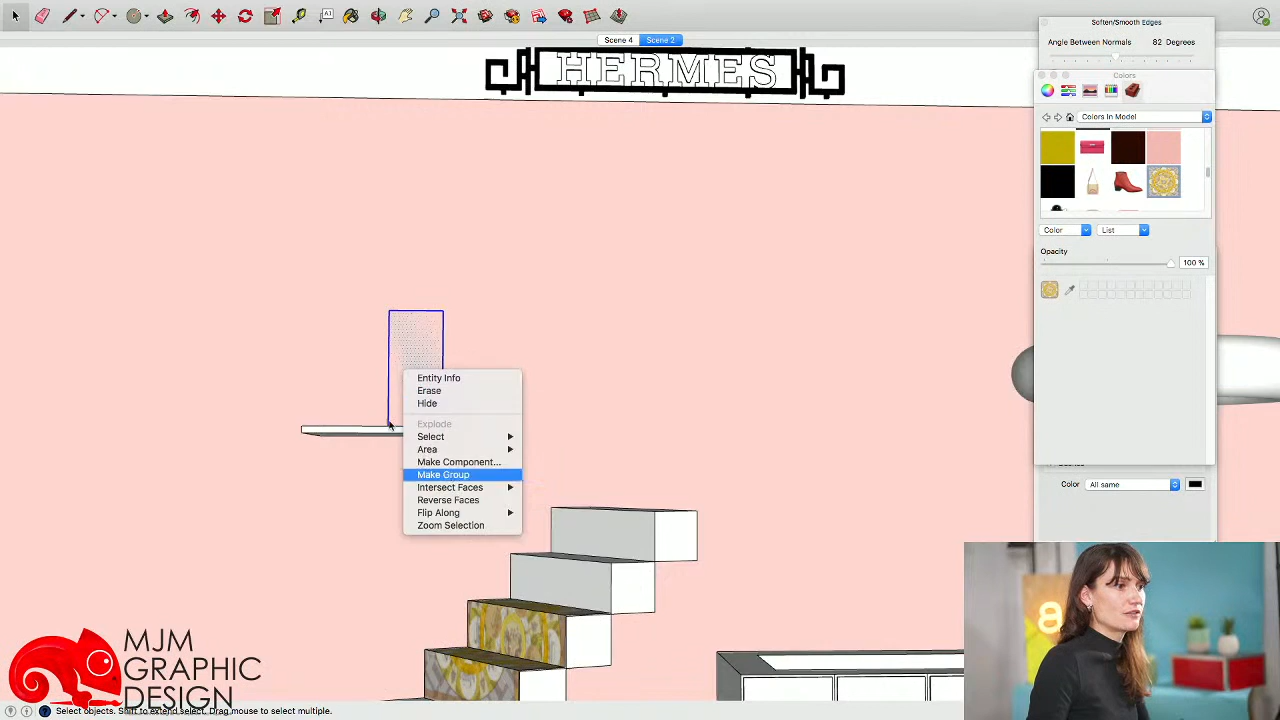 Soften/Smooth Edges
Angle Between Normals 82 Degrees
A1
Scene 4 Scene 2
HERMES
Colors
Colors In Model
Color List
Opacity
100 %
Entity Info
Erase
Hide
Explode
Select
Area
Make Component...
Make Group
Intersect Faces
Reverse Faces
Flip Along
Zoom Selection
Color All same
a
MJM
GRAPHIC
DESIGN
Select objects. Shift to extend select. Drag mouse to select multiple.